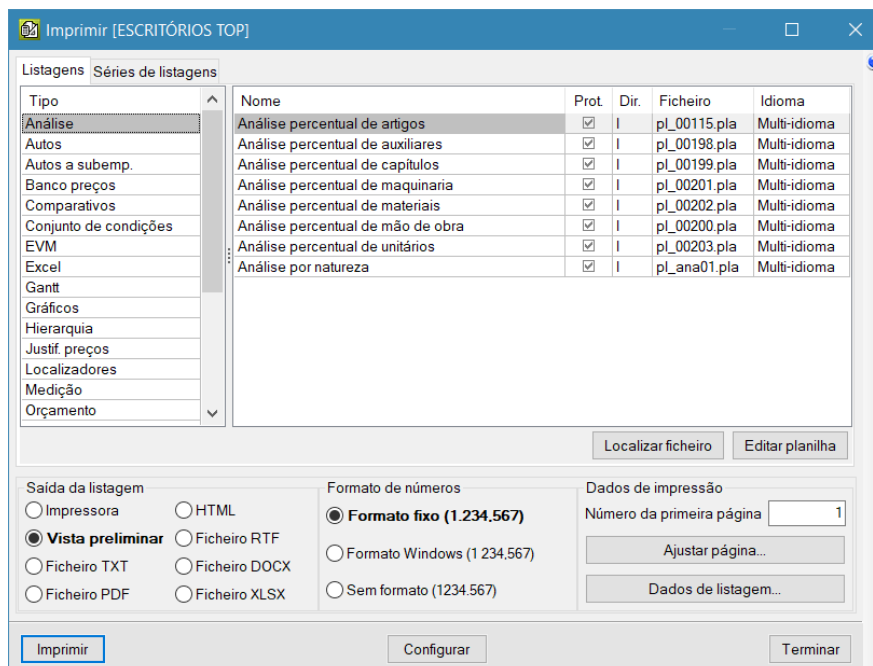 Imprimir [ESCRITÓRIOS TOP]
Listagens Séries de listagens
Tipo
Análise
Autos
Autos a subemp.
Banco preços
Comparativos
Conjunto de condições
EVM
Excel
Gantt
Gráficos
Hierarquia
Justif. preços
Localizadores
Medição
Orçamento
Nome Prot. Dir. Ficheiro Idioma
Análise percentual de artigos I pl_00115.pla Multi-idioma
Análise percentual de auxiliares I pl_00198.pla Multi-idioma
Análise percentual de capítulos I pl_00199.pla Multi-idioma
Análise percentual de maquinaria I pl_00201.pla Multi-idioma
Análise percentual de materiais I pl_00202.pla Multi-idioma
Análise percentual de mão de obra I pl_00200.pla Multi-idioma
Análise percentual de unitários I pl_00203.pla Multi-idioma
Análise por natureza I pl_ana01.pla Multi-idioma
Localizar ficheiro Editar planilha
Saída da listagem
Impressora HTML
Vista preliminar Ficheiro RTF
Ficheiro TXT Ficheiro DOCX
Ficheiro PDF Ficheiro XLSX
Formato de números
Formato fixo (1.234,567)
Formato Windows (1 234,567)
Sem formato (1234.567)
Dados de impressão
Número da primeira página 1
Ajustar página...
Dados de listagem...
Imprimir Configurar Terminar